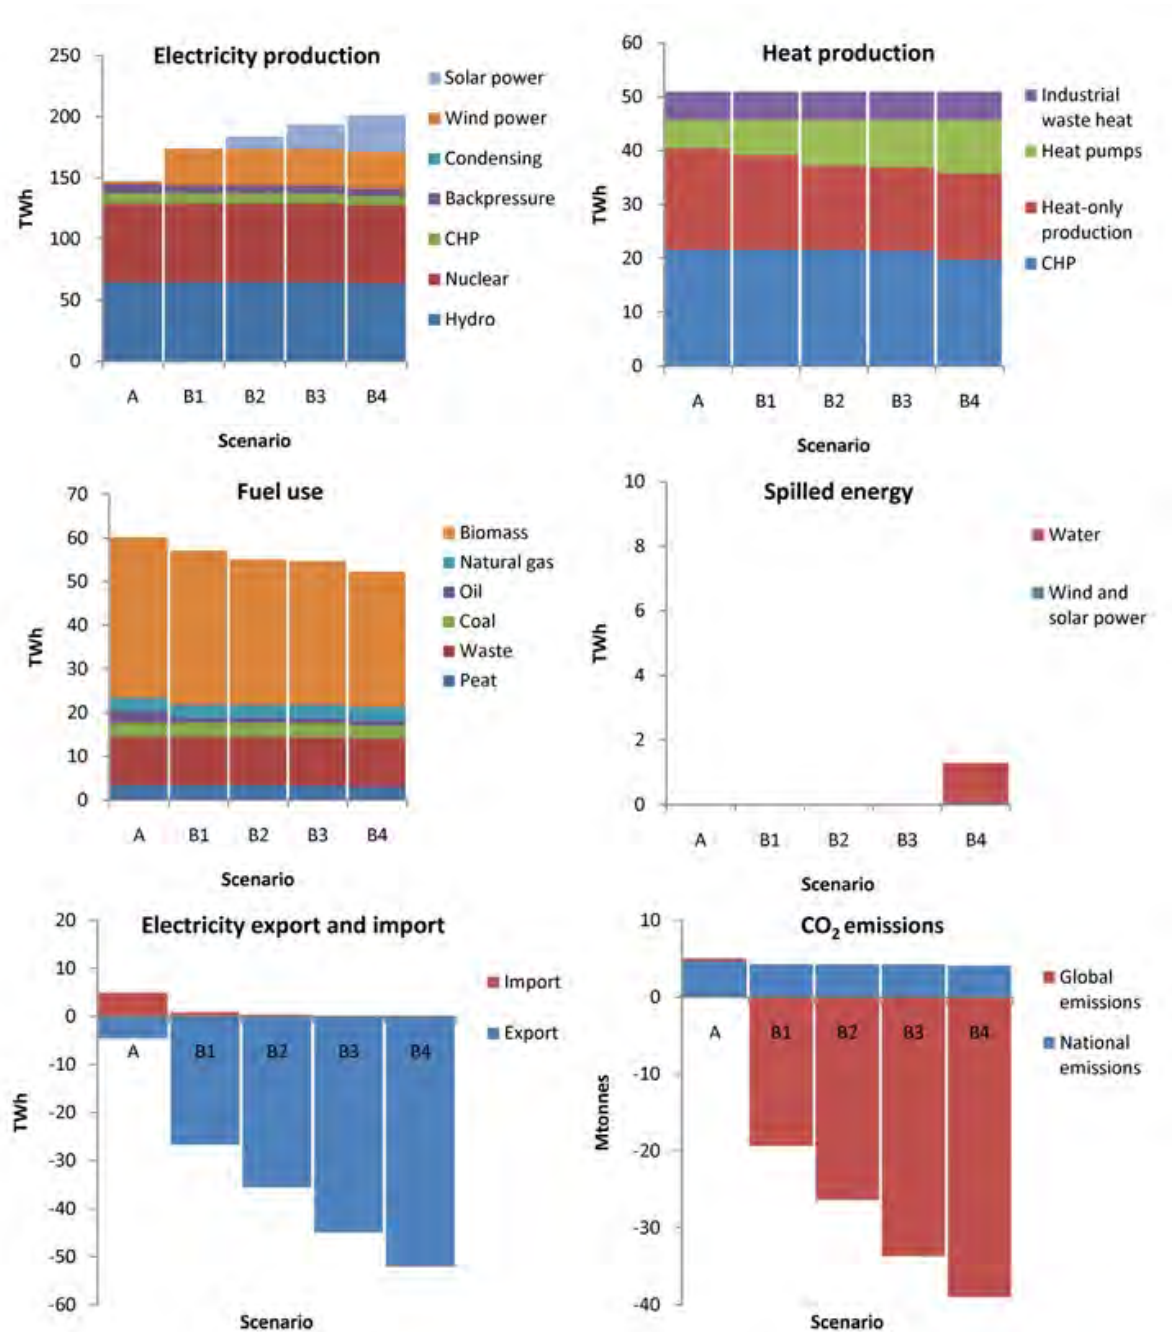 Electricity production
250
200
150
100
50
0
TWh
A B1 B2 B3 B4
Scenario
Solar power
Wind power
Condensing
Backpressure
CHP
Nuclear
Hydro
Heat production
60
50
40
30
20
10
0
TWh
A B1 B2 B3 B4
Scenario
Industrial
waste heat
Heat pumps
Heat-only
production
CHP
Fuel use
70
60
50
40
30
20
10
0
TWh
A B1 B2 B3 B4
Scenario
Biomass
Natural gas
Oil
Coal
Waste
Peat
Spilled energy
10
8
6
4
2
0
TWh
A B1 B2 B3 B4
Scenario
Water
Wind and
solar power
Electricity export and import
20
10
0
-10
-20
-30
-40
-50
-60
TWh
A B1 B2 B3 B4
Scenario
Import
Export
CO₂ emissions
10
0
-10
-20
-30
-40
Mtonnes
A B1 B2 B3 B4
Scenario
Global
emissions
National
emissions